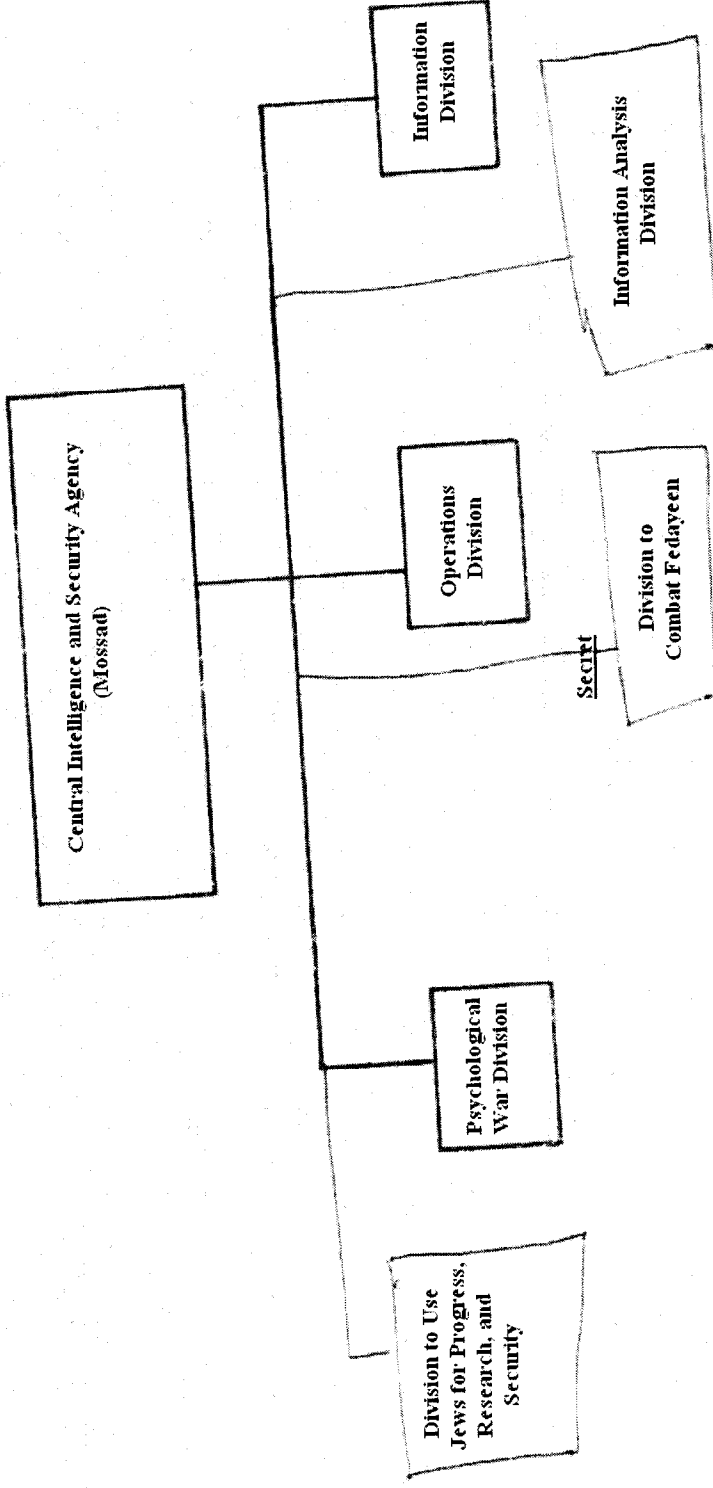 Central Intelligence and Security Agency
(Mossad)
Division to Use
Jews for Progress,
Research, and
Security
Psychological
War Division
Operations
Division
Information
Division
Secret
Division to
Combat Fedayeen
Information Analysis
Division